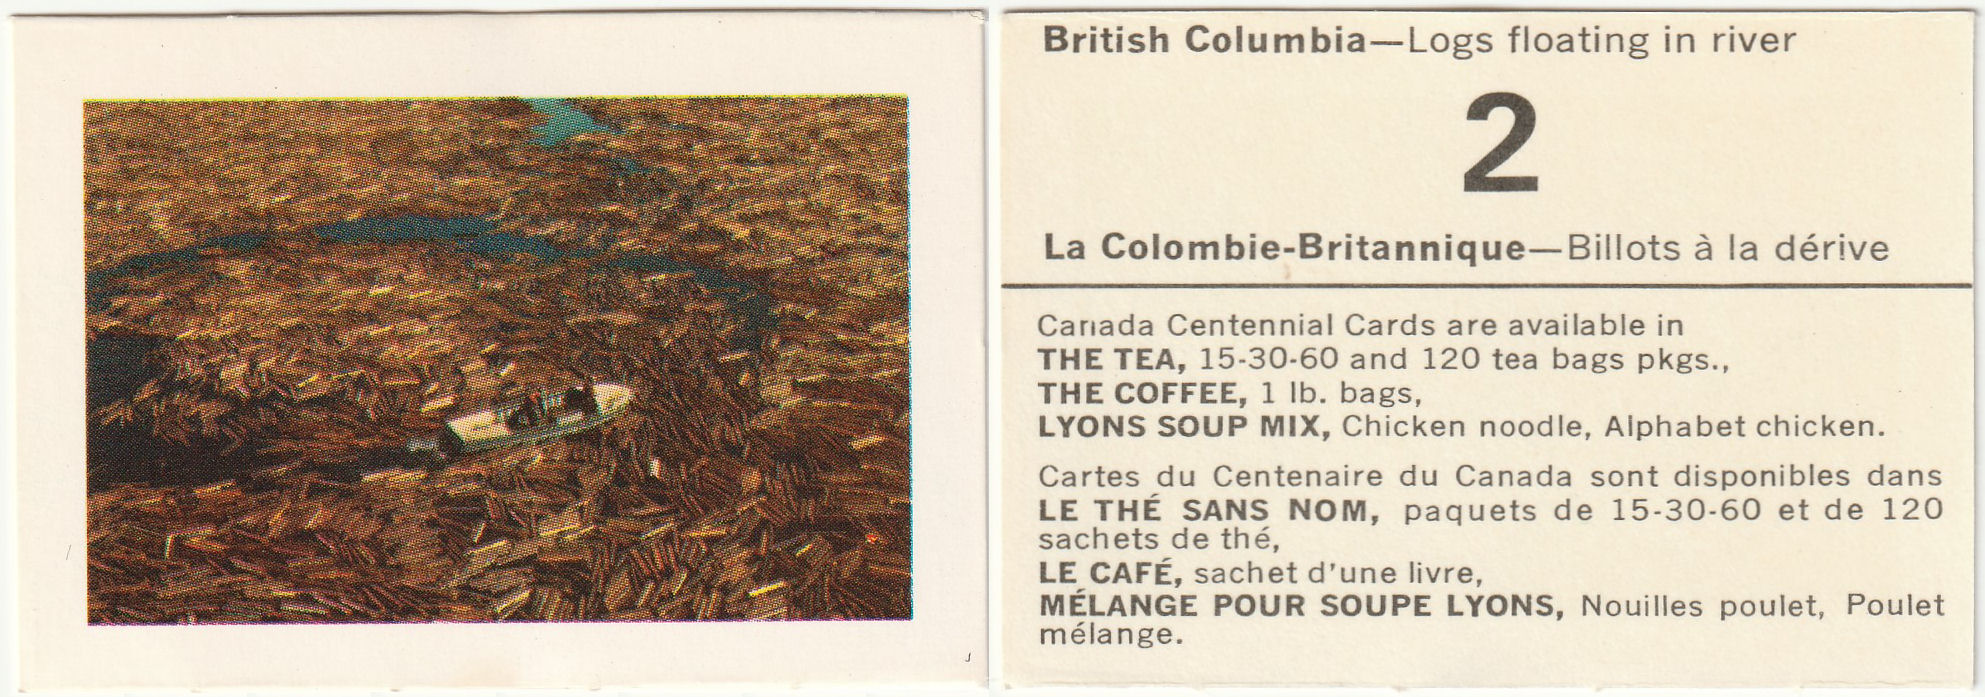 British Columbia—Logs floating in river
2
La Colombie-Britannique—Billots à la dérive
Canada Centennial Cards are available in
THE TEA, 15-30-60 and 120 tea bags pkgs.,
THE COFFEE, 1 lb. bags,
LYONS SOUP MIX, Chicken noodle, Alphabet chicken.
Cartes du Centenaire du Canada sont disponibles dans
LE THÉ SANS NOM, paquets de 15-30-60 et de 120
sachets de thé,
LE CAFÉ, sachet d'une livre,
MÉLANGE POUR SOUPE LYONS, Nouilles poulet, Poulet
mélange.